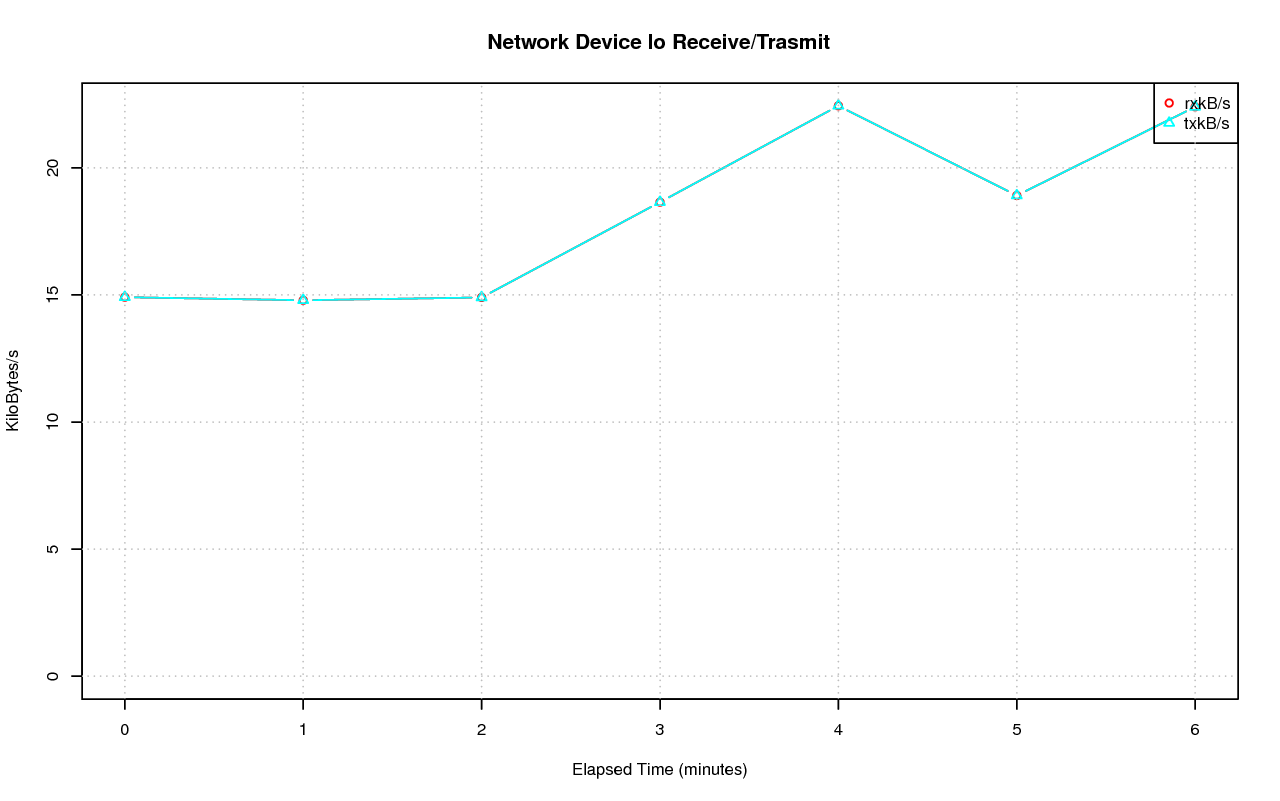 Network Device lo Receive/Trasmit
rxkB/s
txkB/s
KiloBytes/s
20
15
10
5
0
0 1 2 3 4 5 6
Elapsed Time (minutes)